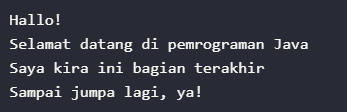 Hallo!
Selamat datang di pemrograman Java
Saya kira ini bagian terakhir
Sampai jumpa lagi, ya!